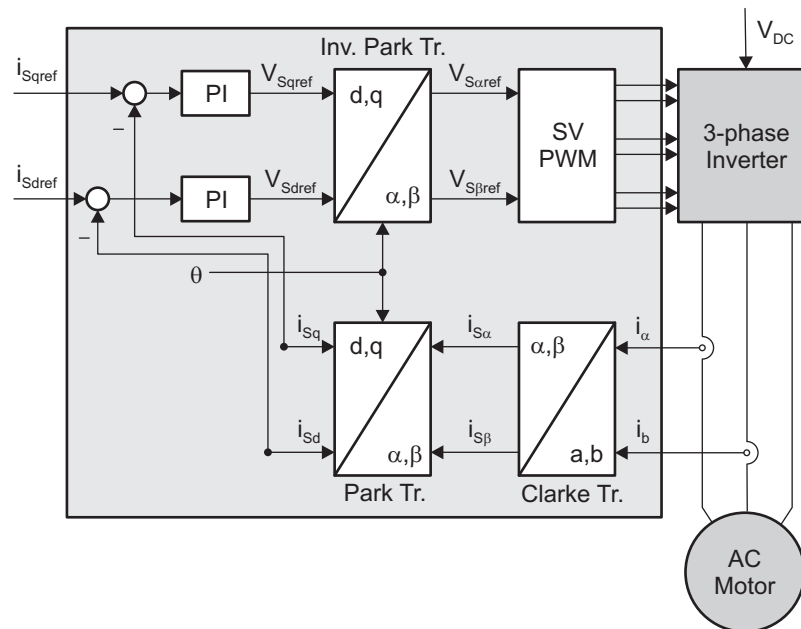 Inv. Park Tr.
V_DC
i_Sqref
PI
V_Sqref
d,q
α,β
V_Sαref
SV
PWM
3-phase
Inverter
−
i_Sdref
PI
V_Sdref
V_Sβref
−
θ
i_Sq
d,q
α,β
i_Sα
α,β
a,b
i_α
i_Sd
i_Sβ
i_b
Park Tr.
Clarke Tr.
AC
Motor